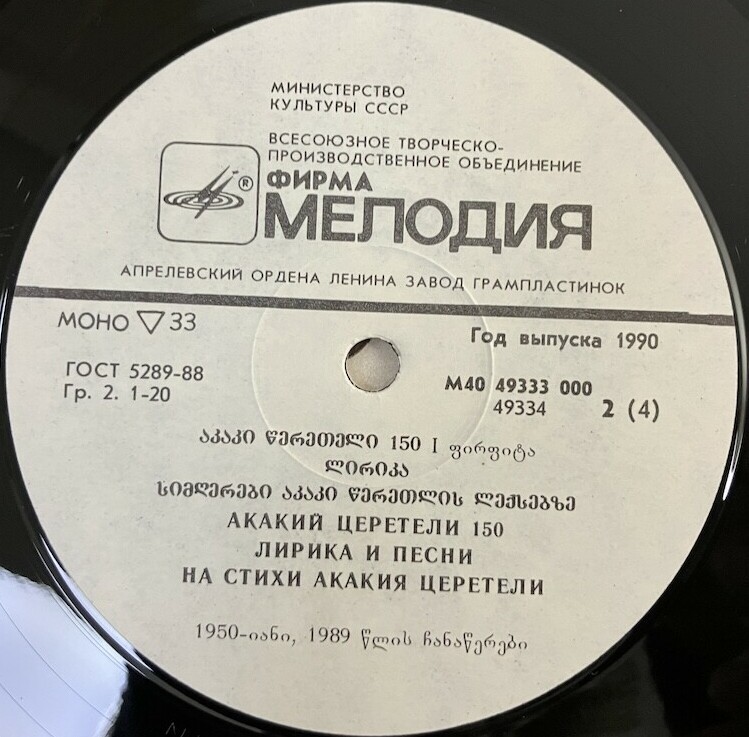 МИНИСТЕРСТВО
КУЛЬТУРЫ СССР
ВСЕСОЮЗНОЕ ТВОРЧЕСКО-
ПРОИЗВОДСТВЕННОЕ ОБЪЕДИНЕНИЕ
®
ФИРМА
МЕЛОДИЯ
АПРЕЛЕВСКИЙ ОРДЕНА ЛЕНИНА ЗАВОД ГРАМПЛАСТИНОК
МОНО ▽ 33
Год выпуска 1990
ГОСТ 5289-88
Гр. 2. 1-20
М40 49333 000
49334 2 (4)
აკაკი წერეთელი 150 I ფირფიტა
ლირიკა
სიმღერები აკაკი წერეთლის ლექსებზე
АКАКИЙ ЦЕРЕТЕЛИ 150
ЛИРИКА И ПЕСНИ
НА СТИХИ АКАКИЯ ЦЕРЕТЕЛИ
1950-იანი, 1989 წლის ჩანაწერები